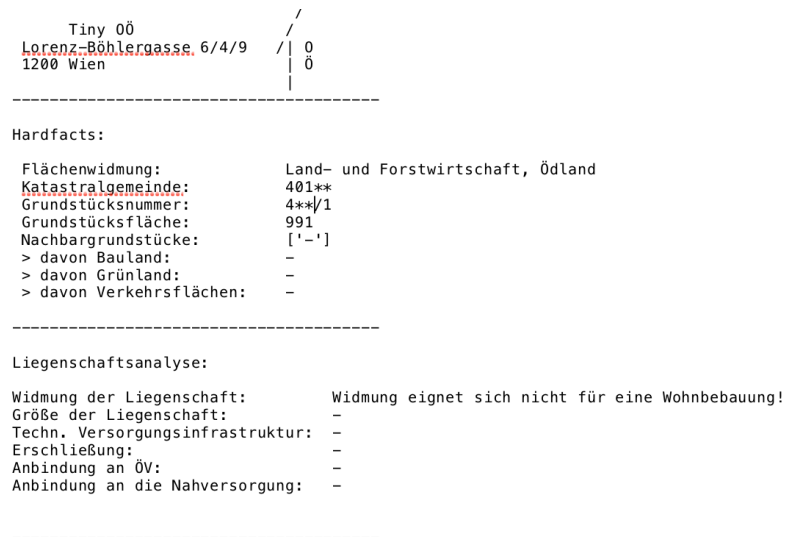 /
Tiny OÖ /
Lorenz-Böhlergasse 6/4/9 /| O
1200 Wien | Ö
|
---------------------------------------
Hardfacts:
Flächenwidmung: Land- und Forstwirtschaft, Ödland
Katastralgemeinde: 401**
Grundstücksnummer: 4**/1
Grundstücksfläche: 991
Nachbargrundstücke: ['-']
> davon Bauland: -
> davon Grünland: -
> davon Verkehrsflächen: -
---------------------------------------
Liegenschaftsanalyse:
Widmung der Liegenschaft: Widmung eignet sich nicht für eine Wohnbebauung!
Größe der Liegenschaft: -
Techn. Versorgungsinfrastruktur: -
Erschließung: -
Anbindung an ÖV: -
Anbindung an die Nahversorgung: -